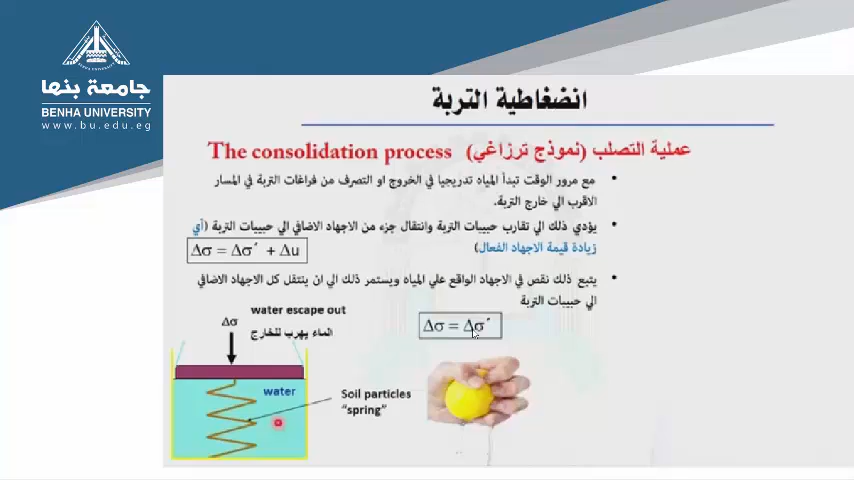 جامعة بنها
BENHA UNIVERSITY
www.bu.edu.eg
انضغاطية التربة
عملية التصلب (نموذج ترزاغي) The consolidation process
• مع مرور الوقت تبدأ المياه تدريجيا في الخروج او التصرف من فراغات التربة في المسار
الاقرب الي خارج التربة.
• يؤدي ذلك الي تقارب حبيبات التربة وانتقال جزء من الاجهاد الاضافي الي حبيبات التربة (أي
زيادة قيمة الاجهاد الفعال)
Δσ = Δσ´ + Δu
• يتبع ذلك نقص في الاجهاد الواقع علي المياه ويستمر ذلك الي ان ينتقل كل الاجهاد الاضافي
الي حبيبات التربة
Δσ = Δσ´
water escape out
الماء يهرب للخارج
Δσ
water
Soil particles
“spring”